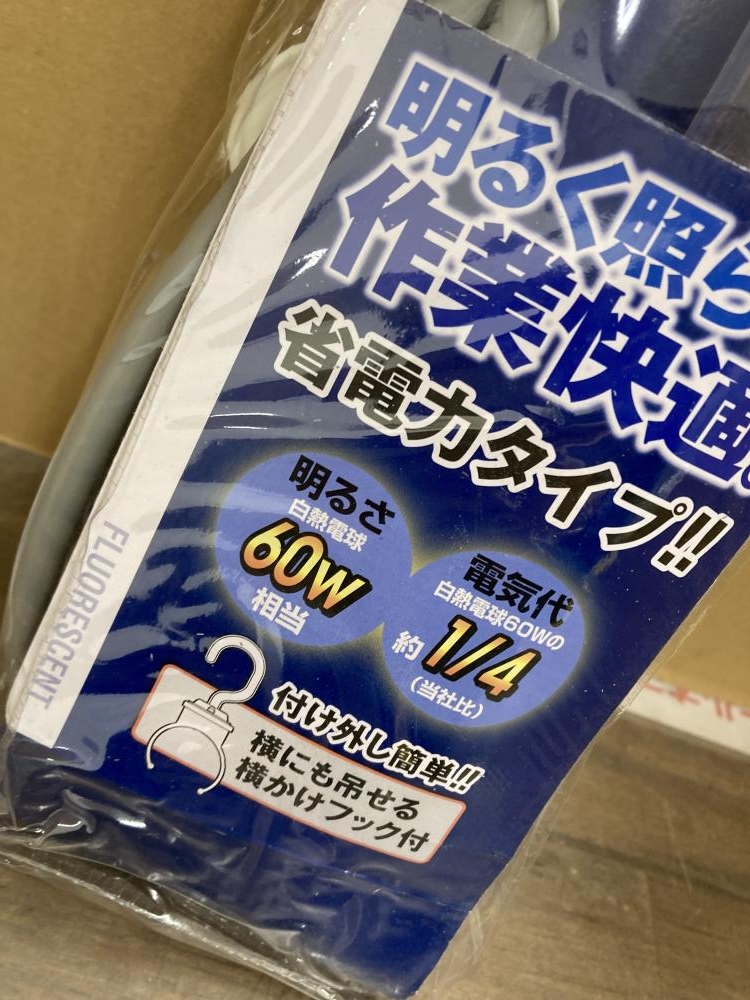 明るく照ら
作業快適
省電力タイプ!!
明るさ
白熱電球
60W
相当
電気代
白熱電球60Wの
約1/4
(当社比)
付け外し簡単!!
横にも吊せる
横かけフック付
FLUORESCENT